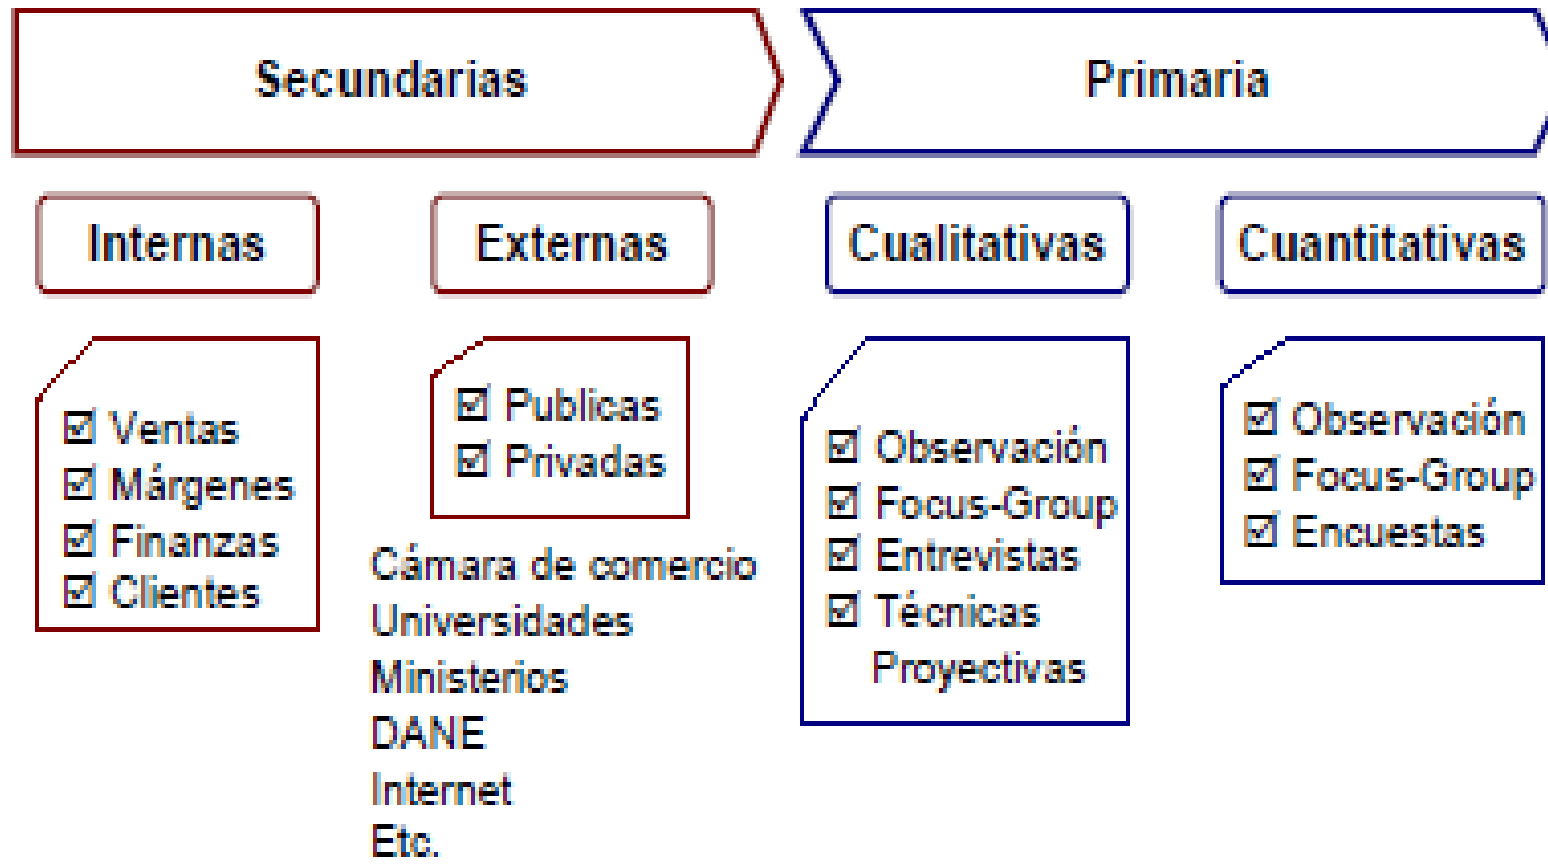 Secundarias
Primaria
Internas
Externas
Cualitativas
Cuantitativas
Ventas
Márgenes
Finanzas
Clientes
Publicas
Privadas
Cámara de comercio
Universidades
Ministerios
DANE
Internet
Etc.
Observación
Focus-Group
Entrevistas
Técnicas
Proyectivas
Observación
Focus-Group
Encuestas